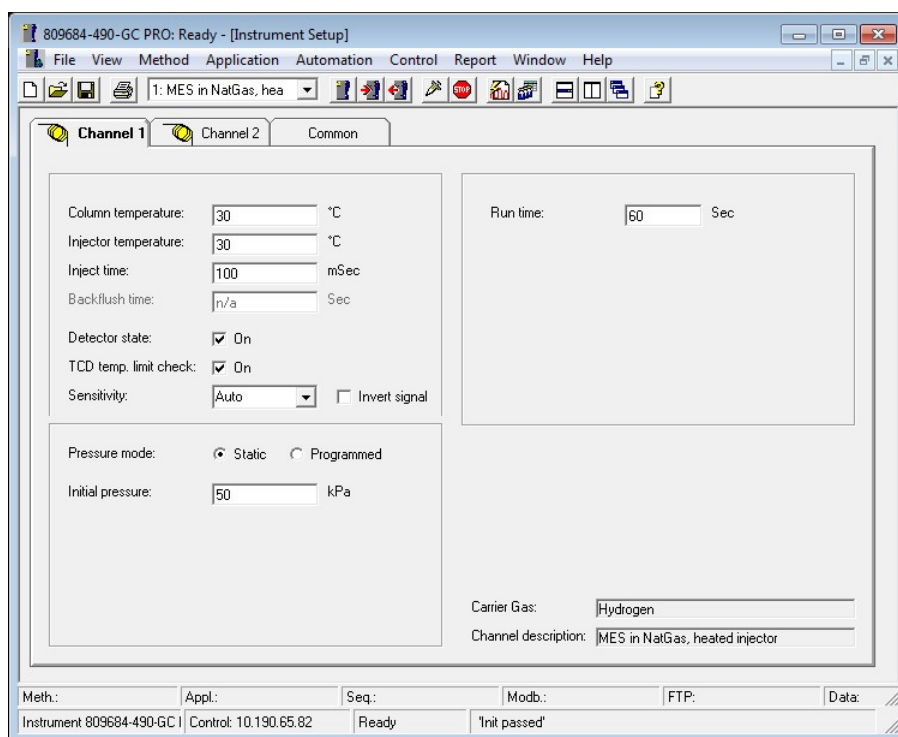 809684-490-GC PRO: Ready - [Instrument Setup]
File View Method Application Automation Control Report Window Help
1: MES in NatGas, hea
STOP
Channel 1 Channel 2 Common
Column temperature: 30 °C
Injector temperature: 30 °C
Inject time: 100 mSec
Backflush time: n/a Sec
Detector state: On
TCD temp. limit check: On
Sensitivity: Auto Invert signal
Run time: 60 Sec
Pressure mode: Static Programmed
Initial pressure: 50 kPa
Carrier Gas: Hydrogen
Channel description: MES in NatGas, heated injector
Meth.: Appl.: Seq.: Modb.: FTP: Data:
Instrument 809684-490-GC Control: 10.190.65.82 Ready 'Init passed'